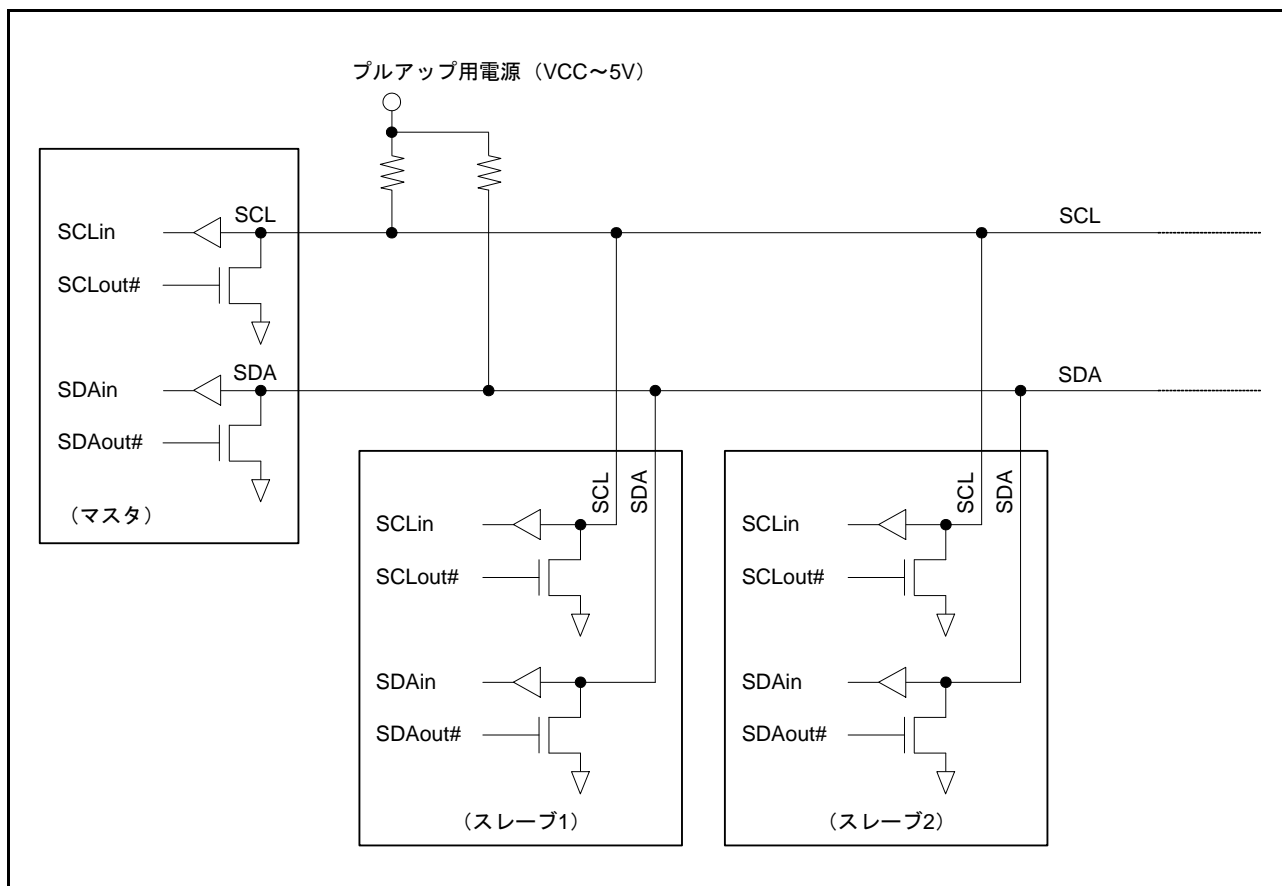 プルアップ用電源（VCC～5V）
SCL
SCL
SCLin
SCLout#
SDA
SDA
SDAin
SDAout#
（マスタ）
SCL
SDA
SCLin
SCLout#
SDAin
SDAout#
（スレーブ1）
SCL
SDA
SCLin
SCLout#
SDAin
SDAout#
（スレーブ2）